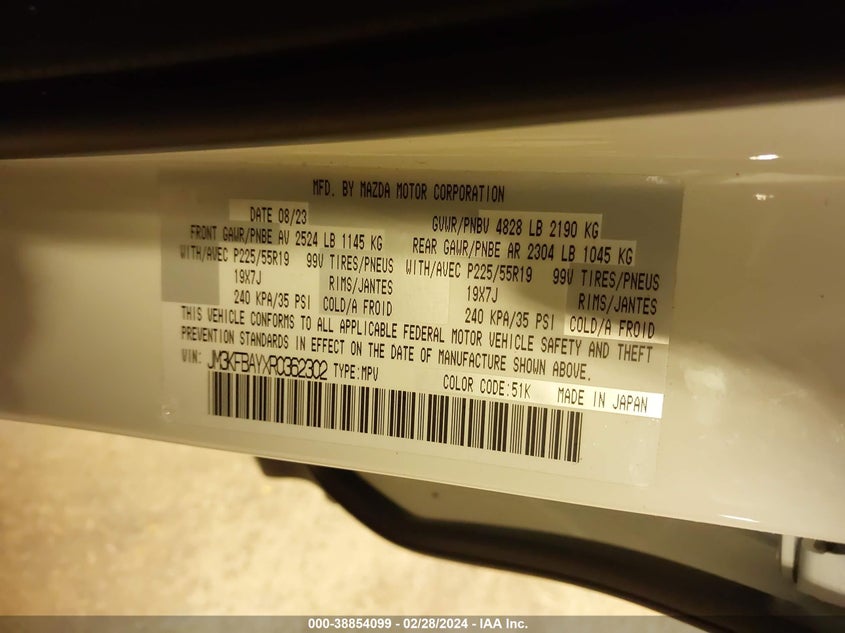 MFD. BY MAZDA MOTOR CORPORATION
DATE 08/23 GVWR/PNBV 4828 LB 2190 KG
FRONT GAWR/PNBE AV 2524 LB 1145 KG REAR GAWR/PNBE AR 2304 LB 1045 KG
WITH/AVEC P225/55R19 99V TIRES/PNEUS WITH/AVEC P225/55R19 99V TIRES/PNEUS
19X7J RIMS/JANTES 19X7J RIMS/JANTES
240 KPA/35 PSI COLD/A FROID 240 KPA/35 PSI COLD/A FROID
THIS VEHICLE CONFORMS TO ALL APPLICABLE FEDERAL MOTOR VEHICLE SAFETY AND THEFT
PREVENTION STANDARDS IN EFFECT ON THE DATE OF MANUFACTURE SHOWN ABOVE.
VIN: JM3KFBAYXR0362302 TYPE:MPV COLOR CODE:51K MADE IN JAPAN
000-38854099 - 02/28/2024 - IAA Inc.